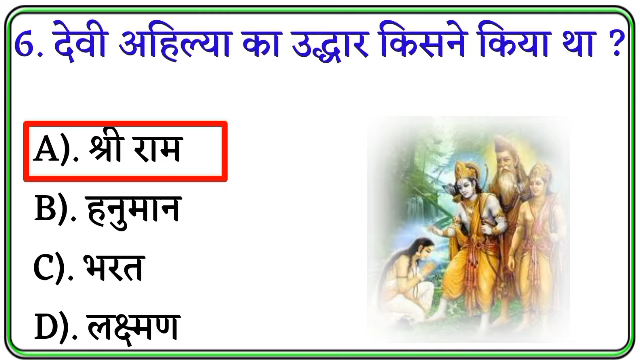 6. देवी अहिल्या का उद्धार किसने किया था ?
A). श्री राम
B). हनुमान
C). भरत
D). लक्ष्मण